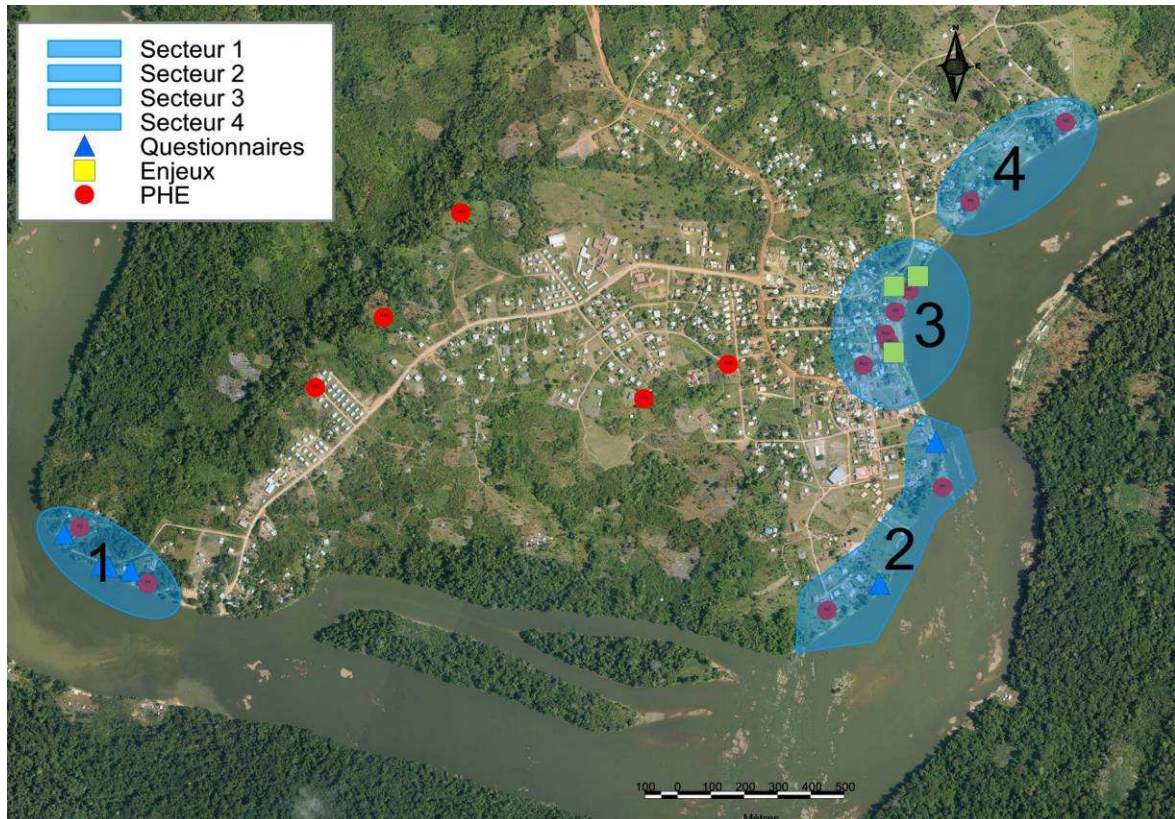 Secteur 1
Secteur 2
Secteur 3
Secteur 4
Questionnaires
Enjeux
PHE
N
E
4
3
2
1
100 0 100 200 300 400 500
Mètres